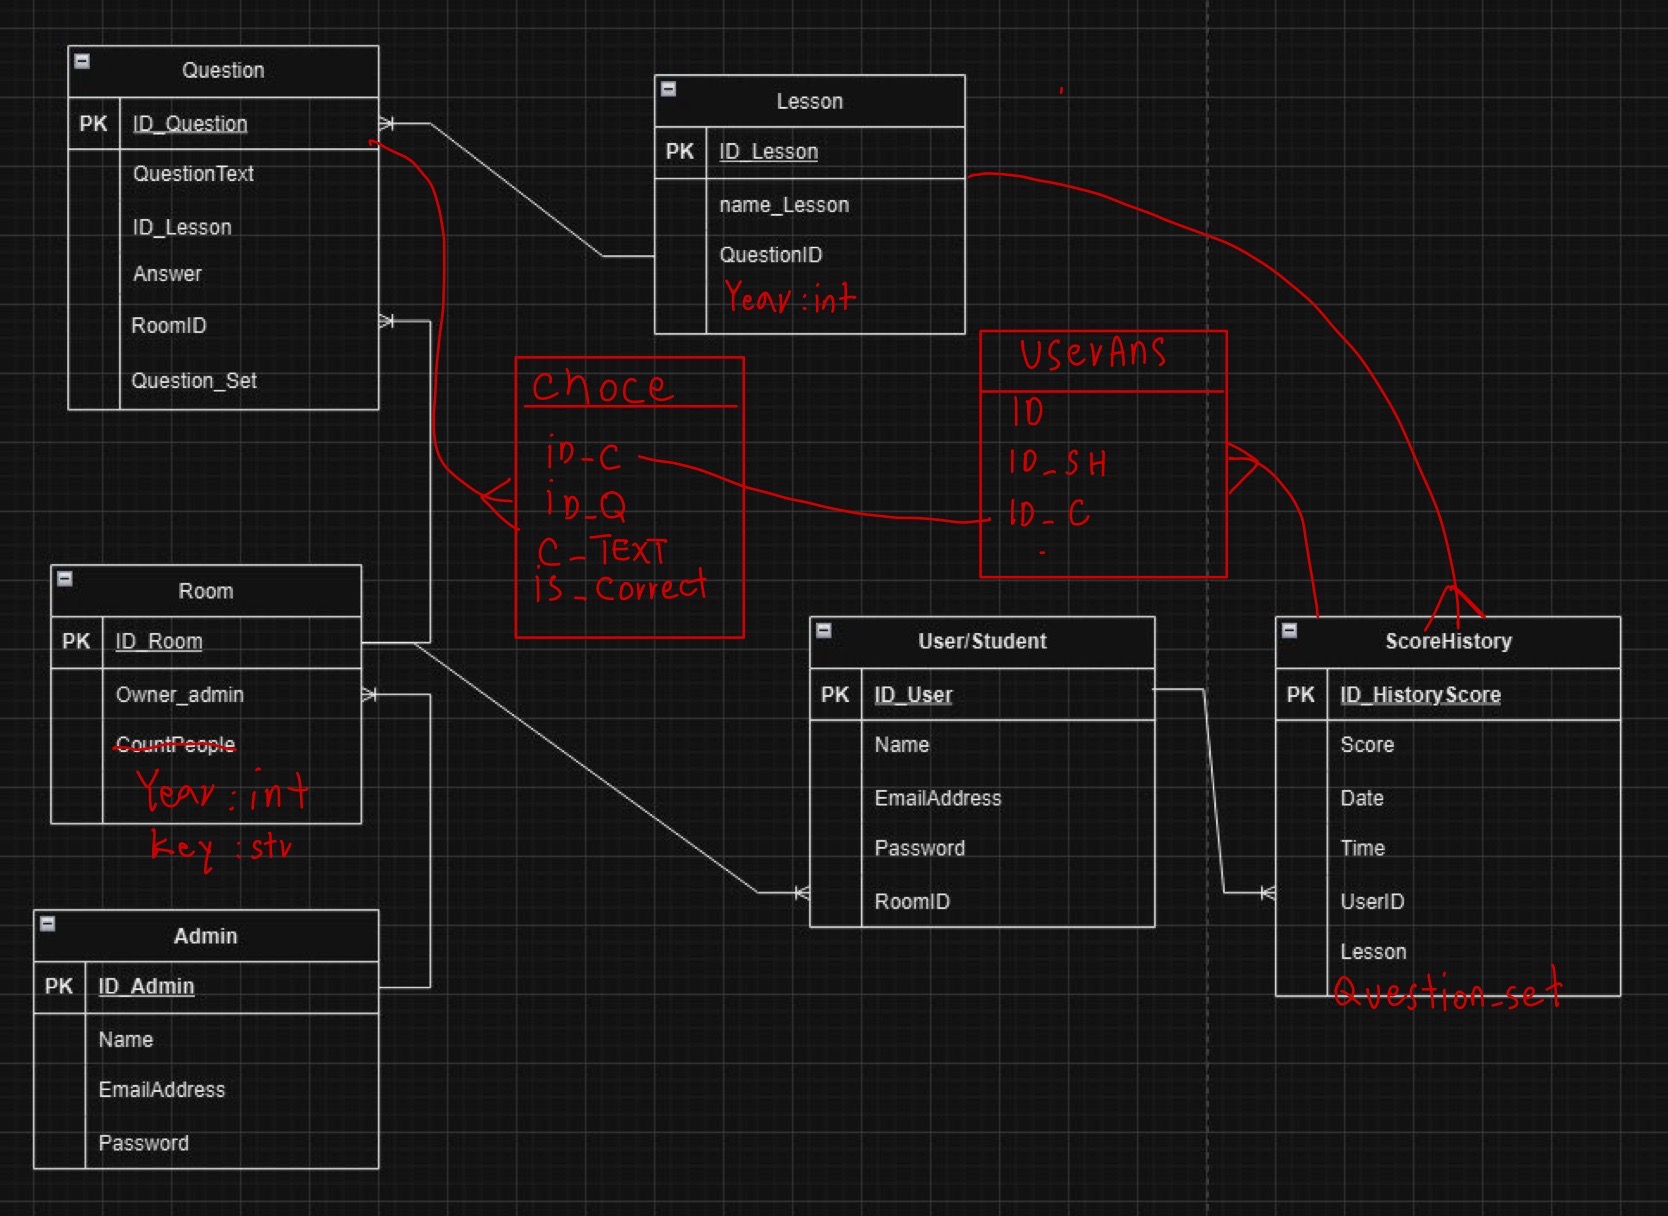 Question
PK ID_Question
QuestionText
ID_Lesson
Answer
RoomID
Question_Set
Lesson
PK ID_Lesson
name_Lesson
QuestionID
Year : int
choce
iD_C
iD_Q
C_TEXT
is_correct
UserAns
ID
ID_SH
ID_C
Room
PK ID_Room
Owner_admin
CountPeople
Year : int
key : str
User/Student
PK ID_User
Name
EmailAddress
Password
RoomID
ScoreHistory
PK ID_HistoryScore
Score
Date
Time
UserID
Lesson
Question_set
Admin
PK ID_Admin
Name
EmailAddress
Password